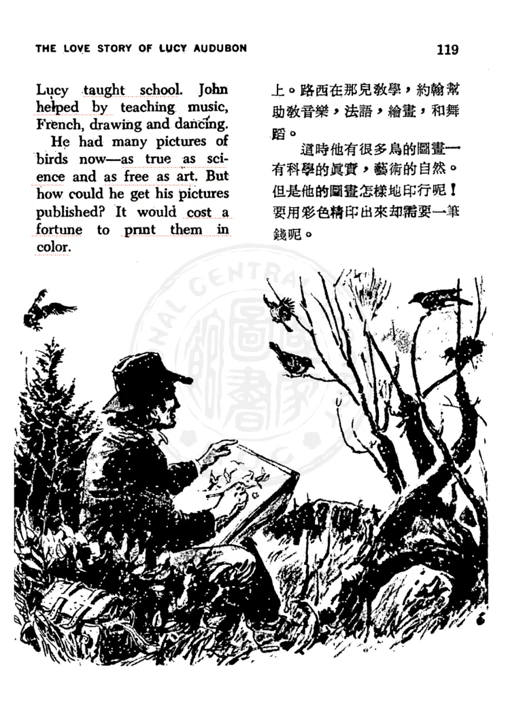 THE LOVE STORY OF LUCY AUDUBON
119
Lucy taught school. John
helped by teaching music,
French, drawing and dancing.
He had many pictures of
birds now—as true as sci-
ence and as free as art. But
how could he get his pictures
published? It would cost a
fortune to print them in
color.
上。路西在那兒敎學，約翰幫
助敎音樂，法語，繪畫，和舞
蹈。
這時他有很多鳥的圖畫一
有科學的眞實，藝術的自然。
但是他的圖畫怎樣地印行呢！
要用彩色精印出來却需要一筆
錢呢。